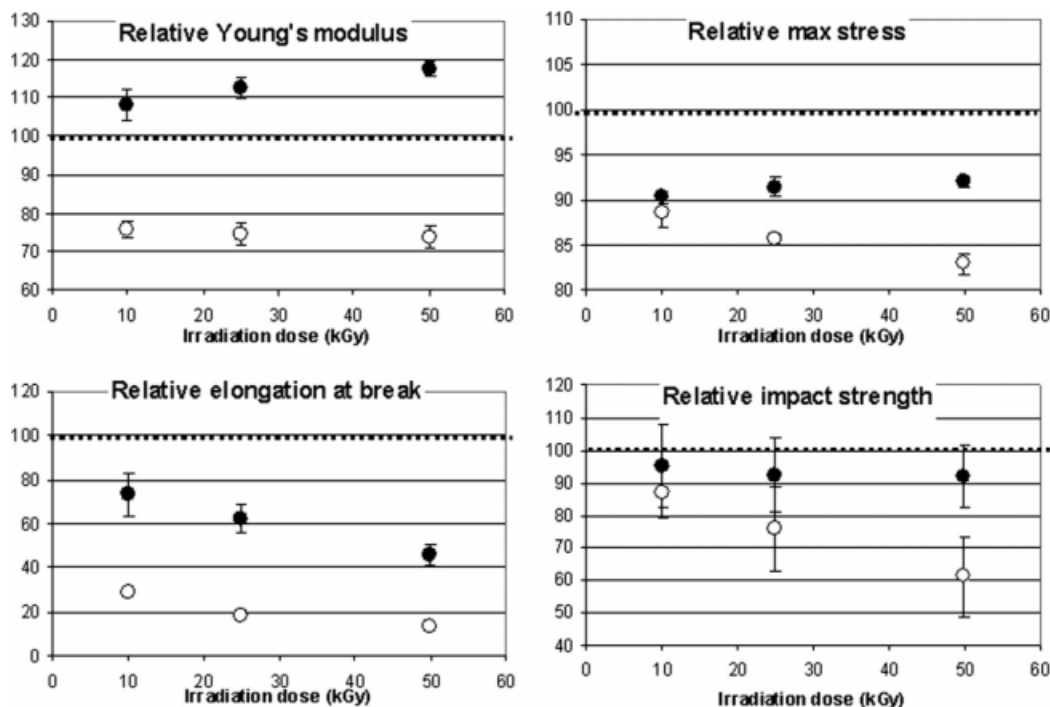 Relative Young's modulus
130
120
110
100
90
80
70
60
0 10 20 30 40 50 60
Irradiation dose (kGy)
Relative max stress
110
105
100
95
90
85
80
0 10 20 30 40 50 60
Irradiation dose (kGy)
Relative elongation at break
120
100
80
60
40
20
0
0 10 20 30 40 50 60
Irradiation dose (kGy)
Relative impact strength
120
110
100
90
80
70
60
50
40
0 10 20 30 40 50 60
Irradiation dose (kGy)